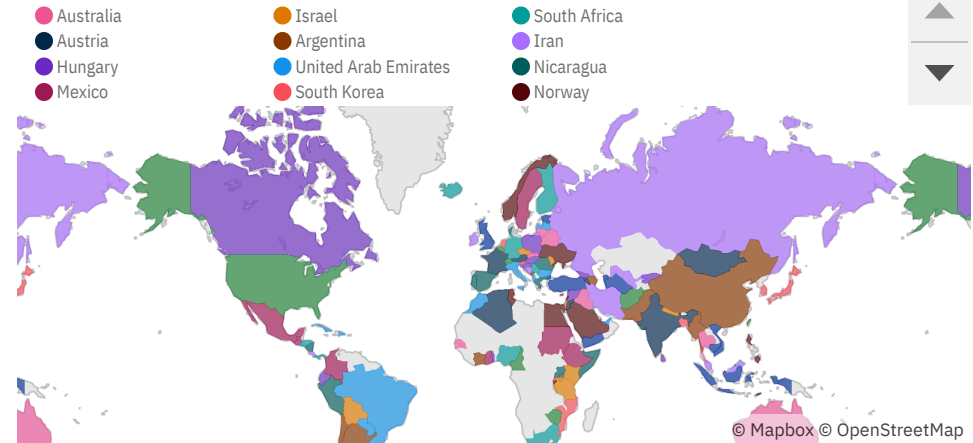 Australia
Austria
Hungary
Mexico
Israel
Argentina
United Arab Emirates
South Korea
South Africa
Iran
Nicaragua
Norway
© Mapbox © OpenStreetMap